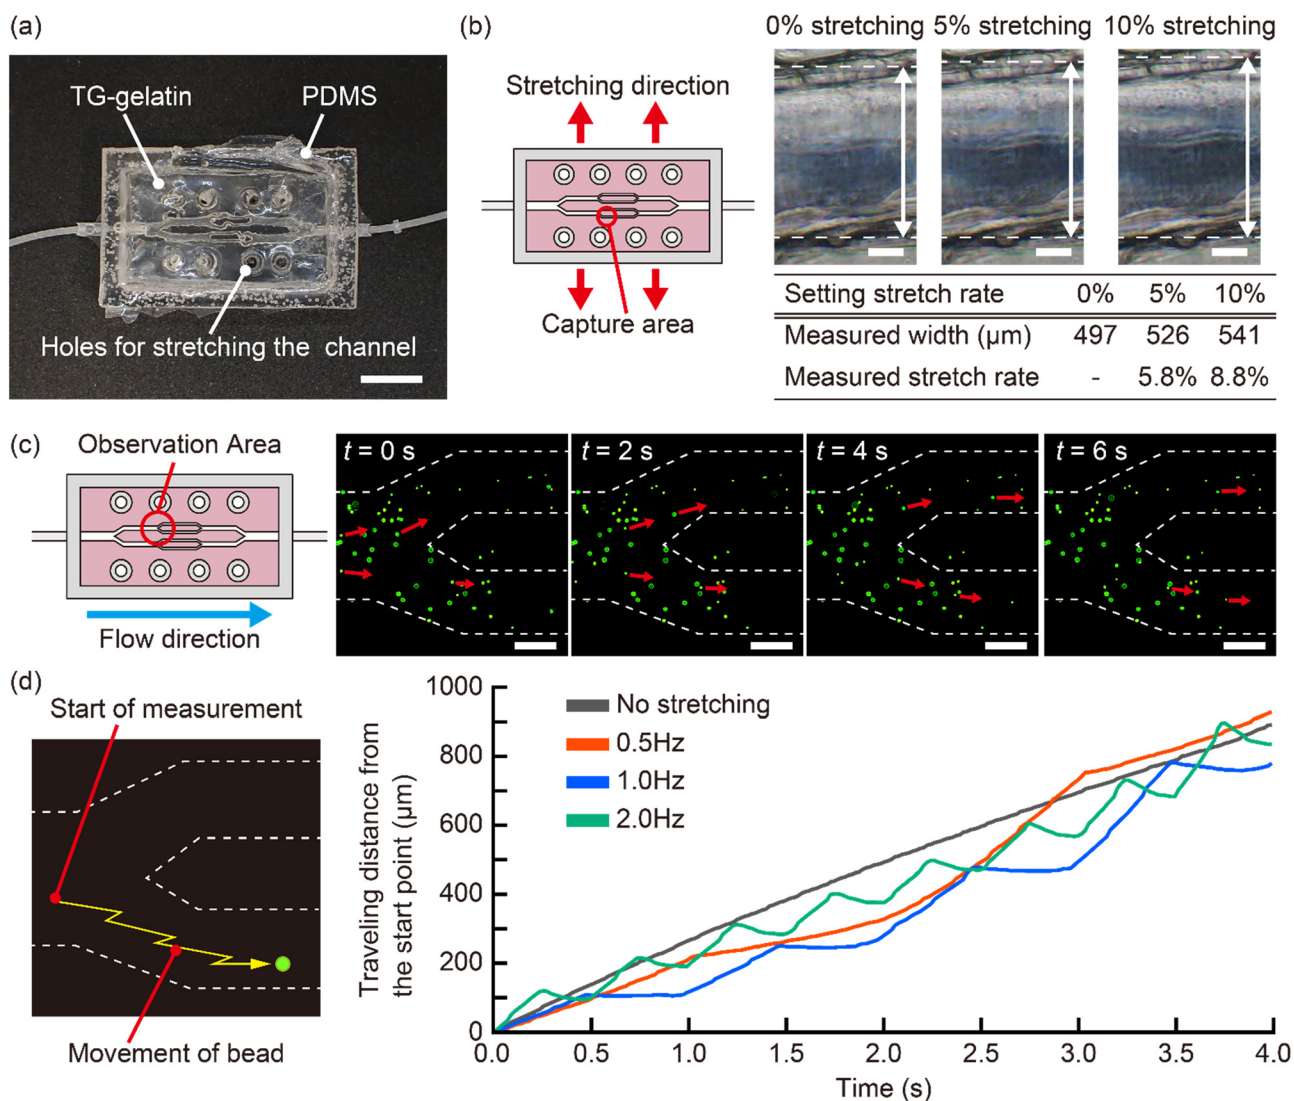 (a)
TG-gelatin
PDMS
Holes for stretching the channel
(b)
Stretching direction
Capture area
0% stretching
5% stretching
10% stretching
Setting stretch rate 0% 5% 10%
Measured width (μm) 497 526 541
Measured stretch rate - 5.8% 8.8%
(c)
Observation Area
Flow direction
t = 0 s
t = 2 s
t = 4 s
t = 6 s
(d)
Start of measurement
Movement of bead
Traveling distance from
the start point (μm)
1000
800
600
400
200
0
No stretching
0.5Hz
1.0Hz
2.0Hz
0.0 0.5 1.0 1.5 2.0 2.5 3.0 3.5 4.0
Time (s)